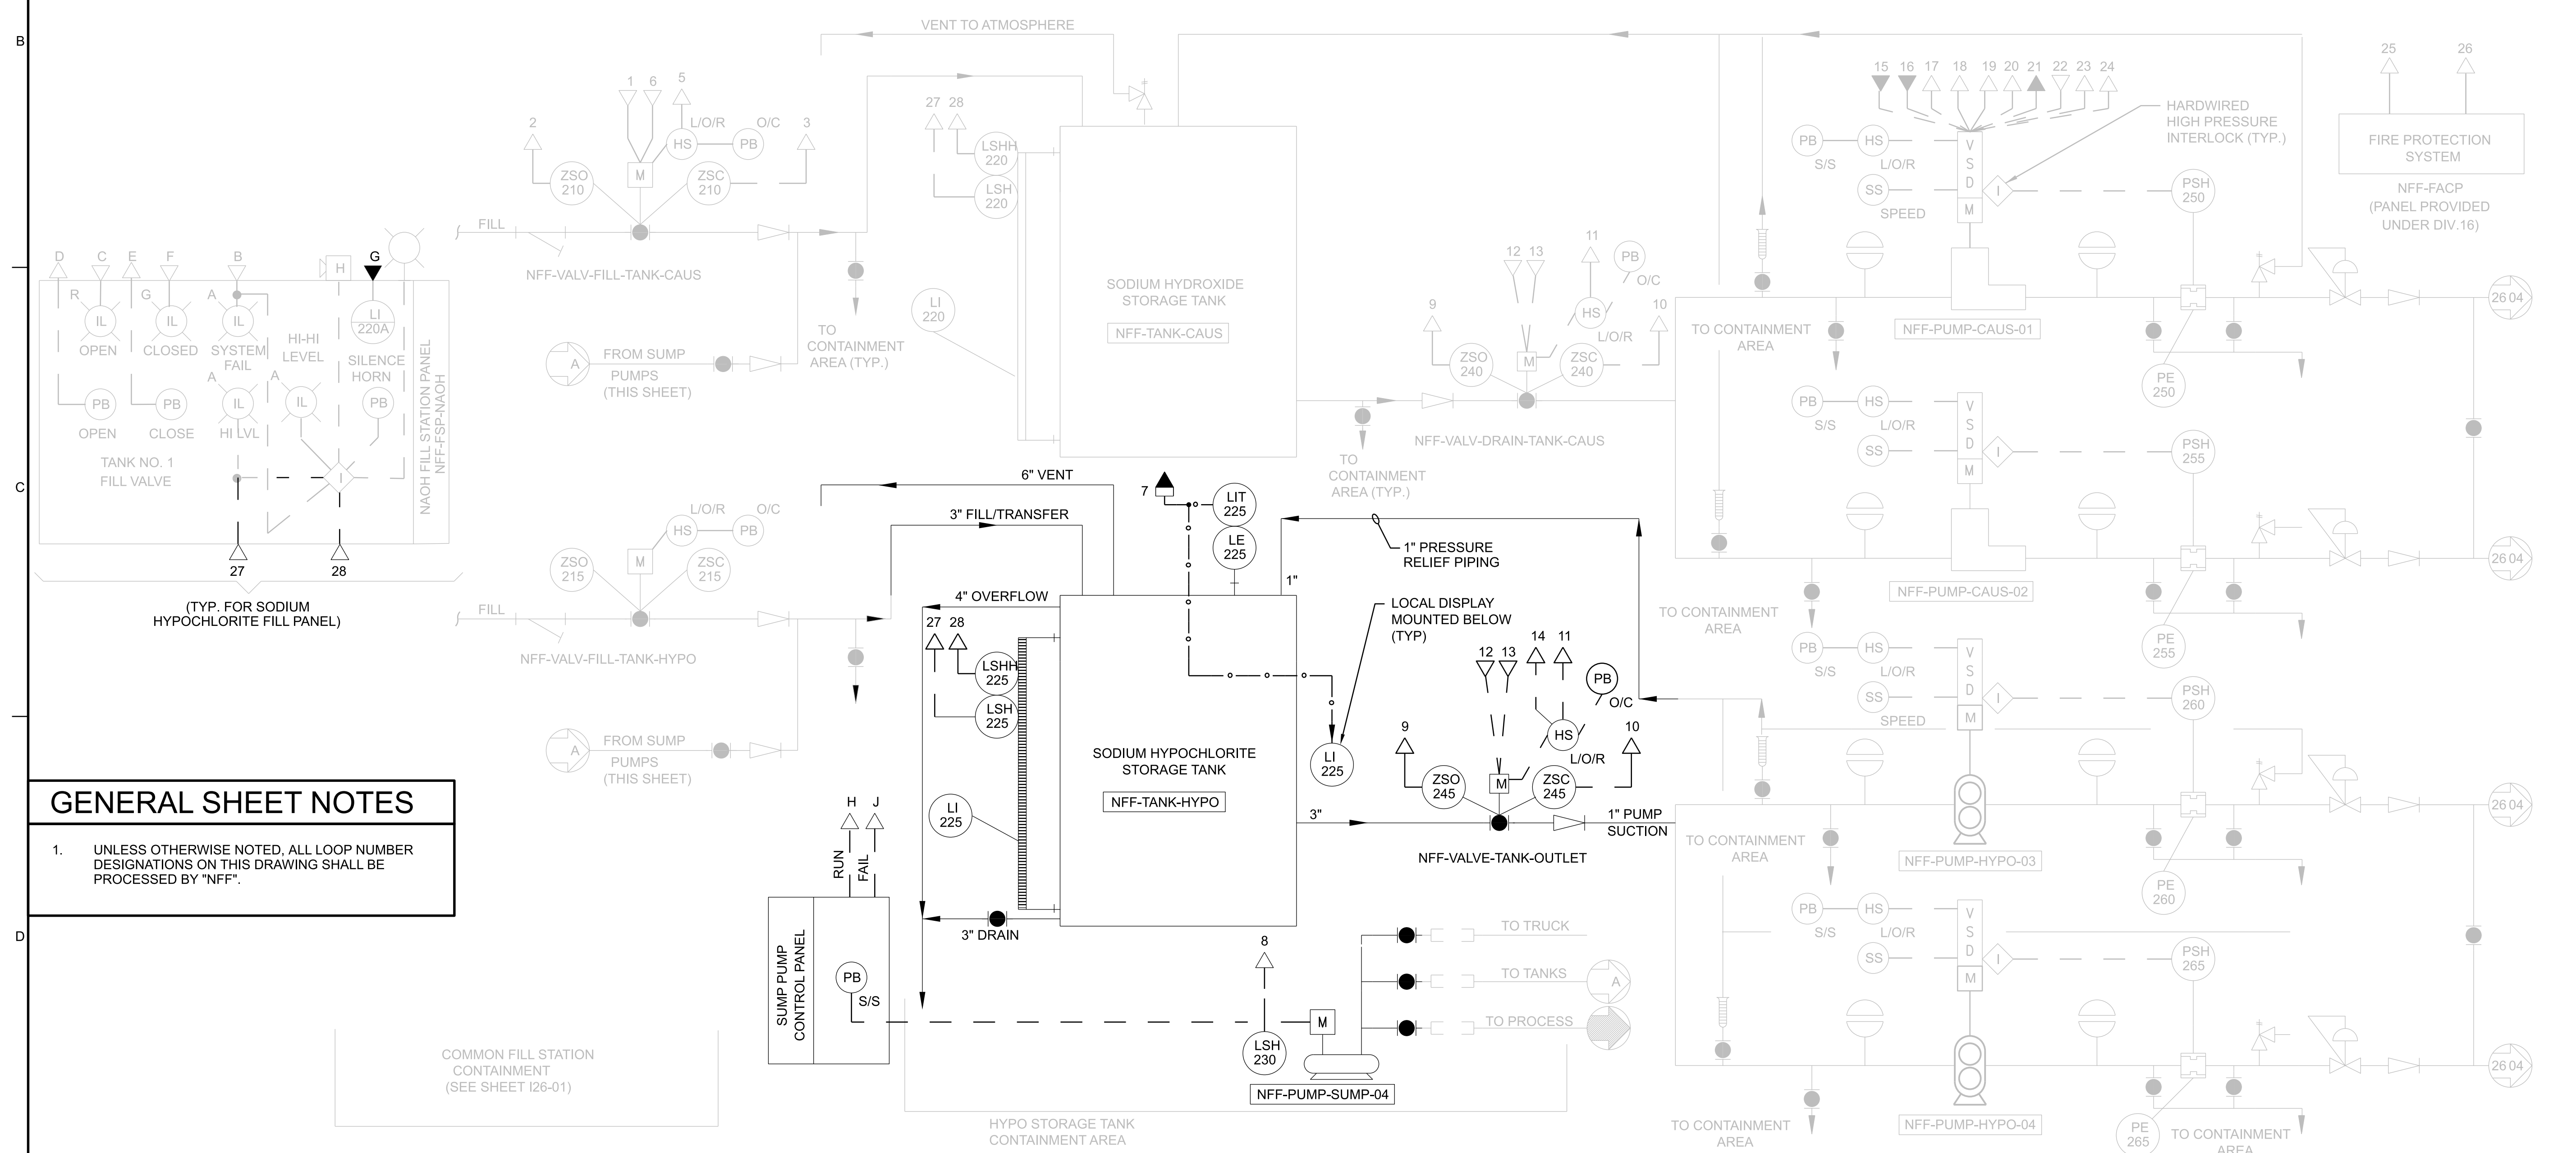 B
C
D
VENT TO ATMOSPHERE
1
6
5
2
3
L/O/R
O/C
HS
PB
M
ZSO
210
ZSC
210
FILL
NFF-VALV-FILL-TANK-CAUS
TO
CONTAINMENT
AREA (TYP.)
A
FROM SUMP
PUMPS
(THIS SHEET)
27
28
LSHH
220
LSH
220
LI
220
SODIUM HYDROXIDE
STORAGE TANK
NFF-TANK-CAUS
12
13
11
PB
O/C
HS
L/O/R
9
10
M
ZSO
240
ZSC
240
NFF-VALV-DRAIN-TANK-CAUS
TO
CONTAINMENT
AREA (TYP.)
15
16
17
18
19
20
21
22
23
24
HARDWIRED
HIGH PRESSURE
INTERLOCK (TYP.)
25
26
FIRE PROTECTION
SYSTEM
NFF-FACP
(PANEL PROVIDED
UNDER DIV.16)
PB
HS
S/S
L/O/R
SS
SPEED
V
S
D
M
I
PSH
250
TO CONTAINMENT
AREA
NFF-PUMP-CAUS-01
PE
250
26 04
PB
HS
S/S
L/O/R
SS
V
S
D
M
I
PSH
255
TO CONTAINMENT
AREA
NFF-PUMP-CAUS-02
PE
255
26 04
PB
HS
S/S
L/O/R
SS
SPEED
V
S
D
M
I
PSH
260
TO CONTAINMENT
AREA
NFF-PUMP-HYPO-03
PE
260
26 04
PB
HS
S/S
L/O/R
SS
V
S
D
M
I
PSH
265
TO CONTAINMENT
AREA
NFF-PUMP-HYPO-04
PE
265
TO CONTAINMENT
AREA
26 04
D
C
E
F
B
H
G
R
IL
OPEN
G
IL
CLOSED
A
IL
SYSTEM
FAIL
HI-HI
LEVEL
LI
220A
SILENCE
HORN
PB
OPEN
PB
CLOSE
A
IL
HI LVL
A
IL
PB
I
TANK NO. 1
FILL VALVE
NAOH FILL STATION PANEL
NFF-FSP-NAOH
27
28
(TYP. FOR SODIUM
HYPOCHLORITE FILL PANEL)
L/O/R
O/C
HS
PB
M
ZSO
215
ZSC
215
FILL
NFF-VALV-FILL-TANK-HYPO
A
FROM SUMP
PUMPS
(THIS SHEET)
6" VENT
3" FILL/TRANSFER
4" OVERFLOW
7
LIT
225
LE
225
1"
1" PRESSURE
RELIEF PIPING
LOCAL DISPLAY
MOUNTED BELOW
(TYP)
27
28
LSHH
225
LSH
225
LI
225
SODIUM HYPOCHLORITE
STORAGE TANK
NFF-TANK-HYPO
LI
225
12
13
14
11
PB
O/C
HS
L/O/R
9
10
M
ZSO
245
ZSC
245
3"
1" PUMP
SUCTION
NFF-VALVE-TANK-OUTLET
3" DRAIN
H
J
RUN
FAIL
SUMP PUMP
CONTROL PANEL
PB
S/S
8
LSH
230
M
NFF-PUMP-SUMP-04
TO TRUCK
TO TANKS
A
TO PROCESS
HYPO STORAGE TANK
CONTAINMENT AREA
COMMON FILL STATION
CONTAINMENT
(SEE SHEET I26-01)
GENERAL SHEET NOTES
1. UNLESS OTHERWISE NOTED, ALL LOOP NUMBER
DESIGNATIONS ON THIS DRAWING SHALL BE
PROCESSED BY "NFF".